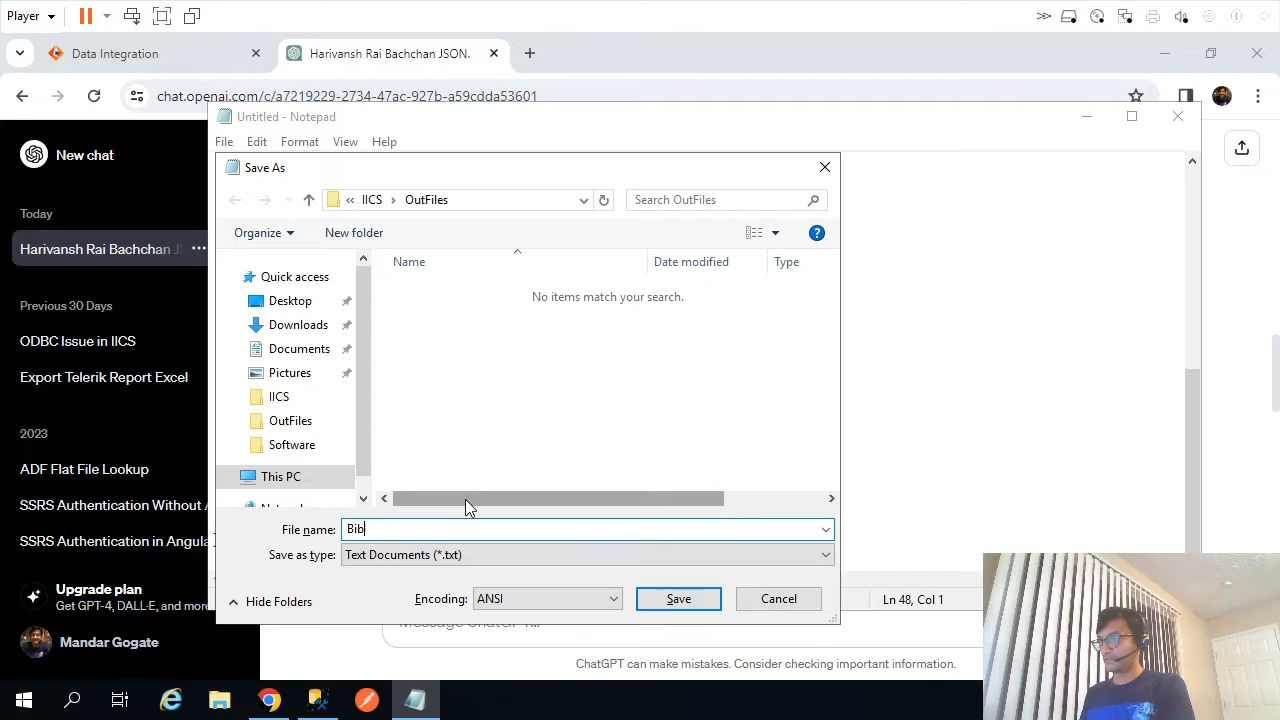 Player
Data Integration
Harivansh Rai Bachchan JSON.
chat.openai.com/c/a7219229-2734-47ac-927b-a59cdda53601
New chat
Today
Harivansh Rai Bachchan
Previous 30 Days
ODBC Issue in IICS
Export Telerik Report Excel
2023
ADF Flat File Lookup
SSRS Authentication Without
SSRS Authentication in Angula
Upgrade plan
Get GPT-4, DALL·E, and more
Mandar Gogate
Untitled - Notepad
File Edit Format View Help
Save As
« IICS > OutFiles
Search OutFiles
Organize New folder
Name Date modified Type
No items match your search.
Quick access
Desktop
Downloads
Documents
Pictures
IICS
OutFiles
Software
This PC
File name: Bib
Save as type: Text Documents (*.txt)
Hide Folders
Encoding: ANSI
Save
Cancel
Ln 48, Col 1
ChatGPT can make mistakes. Consider checking important information.